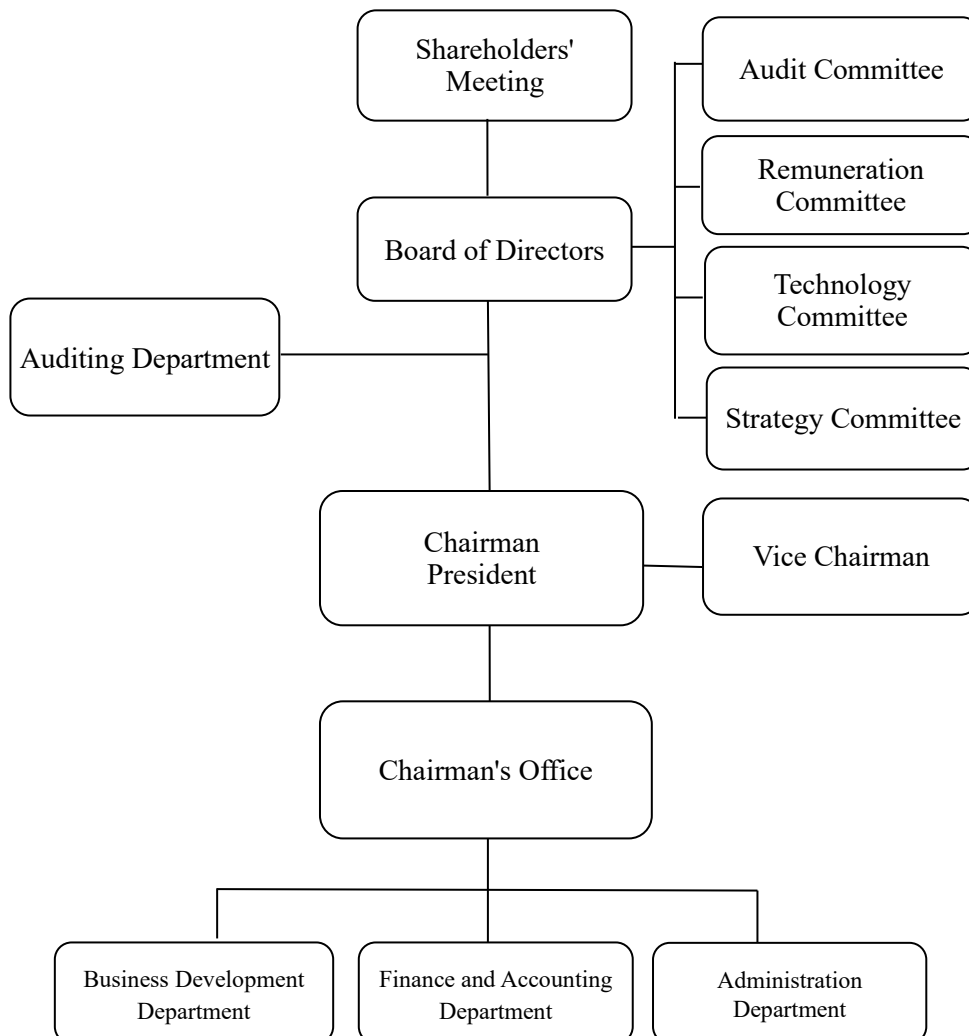 Shareholders'
Meeting
Audit Committee
Remuneration
Committee
Board of Directors
Technology
Committee
Auditing Department
Strategy Committee
Chairman
President
Vice Chairman
Chairman's Office
Business Development
Department
Finance and Accounting
Department
Administration
Department